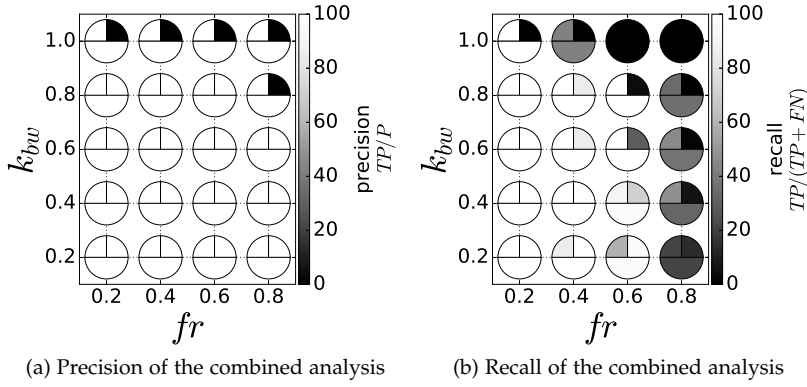 1.0
0.8
0.6
0.4
0.2
k_bw
0.2 0.4 0.6 0.8
fr
100
80
60
40
20
0
precision
TP/P
(a) Precision of the combined analysis
1.0
0.8
0.6
0.4
0.2
k_bw
0.2 0.4 0.6 0.8
fr
100
80
60
40
20
0
recall
TP/(TP + FN)
(b) Recall of the combined analysis